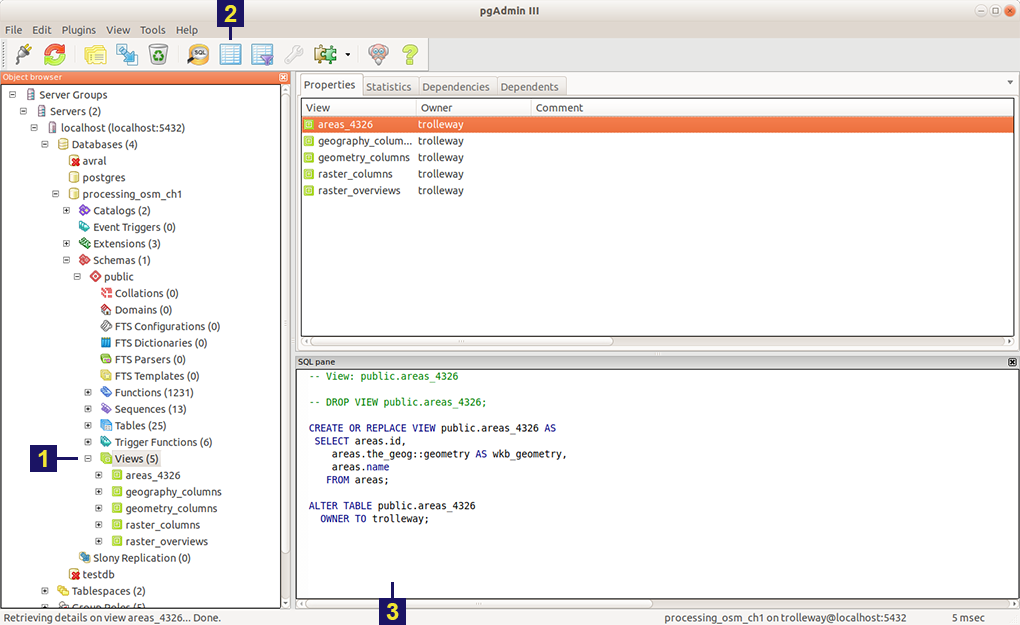 pgAdmin III
2
File Edit Plugins View Tools Help
SQL
Object browser
Server Groups
Servers (2)
localhost (localhost:5432)
Databases (4)
avral
postgres
processing_osm_ch1
Catalogs (2)
Event Triggers (0)
Extensions (3)
Schemas (1)
public
Collations (0)
Domains (0)
FTS Configurations (0)
FTS Dictionaries (0)
FTS Parsers (0)
FTS Templates (0)
Functions (1231)
Sequences (13)
Tables (25)
Trigger Functions (6)
1
Views (5)
areas_4326
geography_columns
geometry_columns
raster_columns
raster_overviews
Slony Replication (0)
testdb
Tablespaces (2)
Group Roles (5)
Properties Statistics Dependencies Dependents
View Owner Comment
areas_4326 trolleway
geography_colum... trolleway
geometry_columns trolleway
raster_columns trolleway
raster_overviews trolleway
SQL pane
-- View: public.areas_4326
-- DROP VIEW public.areas_4326;
CREATE OR REPLACE VIEW public.areas_4326 AS
SELECT areas.id,
areas.the_geog::geometry AS wkb_geometry,
areas.name
FROM areas;
ALTER TABLE public.areas_4326
OWNER TO trolleway;
3
Retrieving details on view areas_4326... Done. processing_osm_ch1 on trolleway@localhost:5432 5 msec